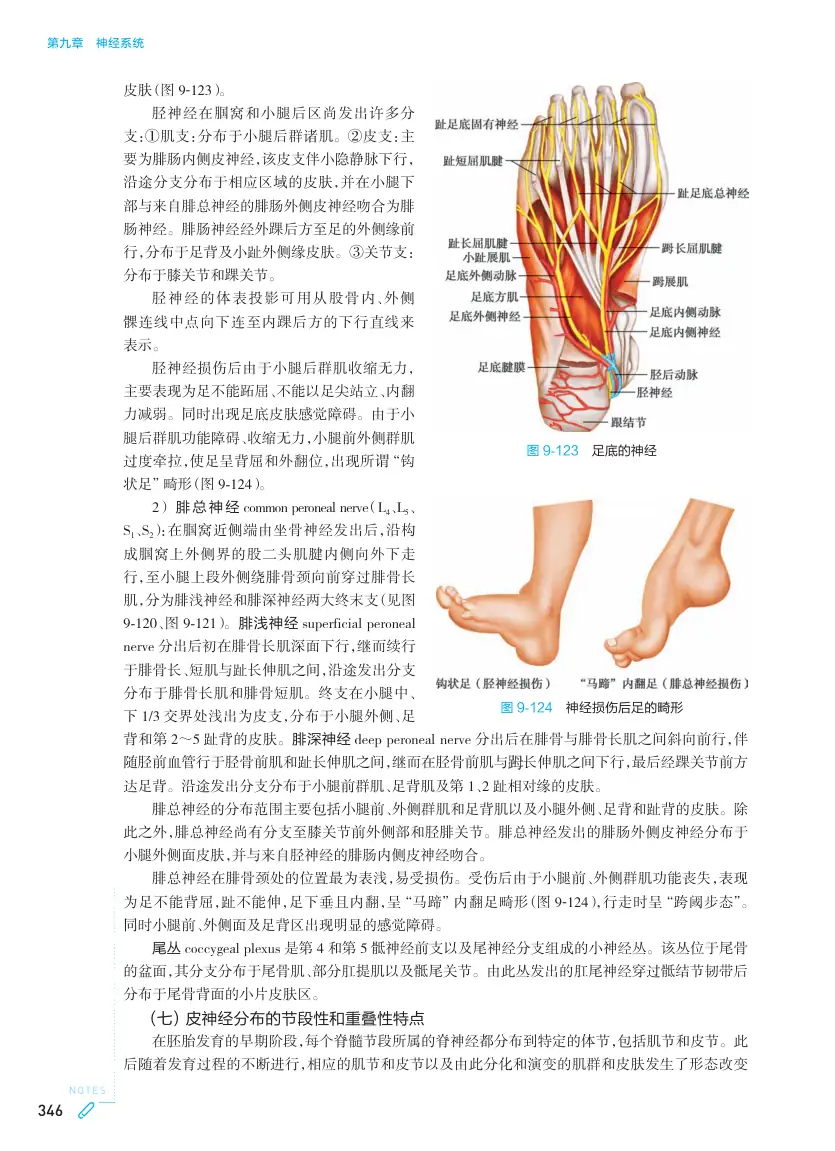 第九章 神经系统
皮肤(图 9-123)。
胫神经在腘窝和小腿后区尚发出许多分
支:①肌支:分布于小腿后群诸肌。②皮支:主
要为腓肠内侧皮神经,该皮支伴小隐静脉下行,
沿途分支分布于相应区域的皮肤,并在小腿下
部与来自腓总神经的腓肠外侧皮神经吻合为腓
肠神经。腓肠神经经外踝后方至足的外侧缘前
行,分布于足背及小趾外侧缘皮肤。③关节支:
分布于膝关节和踝关节。
胫神经的体表投影可用从股骨内、外侧
髁连线中点向下连至内踝后方的下行直线来
表示。
胫神经损伤后由于小腿后群肌收缩无力,
主要表现为足不能跖屈、不能以足尖站立、内翻
力减弱。同时出现足底皮肤感觉障碍。由于小
腿后群肌功能障碍、收缩无力,小腿前外侧群肌
过度牵拉,使足呈背屈和外翻位,出现所谓“钩
状足”畸形(图 9-124)。
2)腓总神经 common peroneal nerve(L4、L5、
S1、S2):在腘窝近侧端由坐骨神经发出后,沿构
成腘窝上外侧界的股二头肌腱内侧向外下走
行,至小腿上段外侧绕腓骨颈向前穿过腓骨长
肌,分为腓浅神经和腓深神经两大终末支(见图
9-120、图 9-121)。腓浅神经 superficial peroneal
nerve 分出后初在腓骨长肌深面下行,继而续行
于腓骨长、短肌与趾长伸肌之间,沿途发出分支
分布于腓骨长肌和腓骨短肌。终支在小腿中、
下 1/3 交界处浅出为皮支,分布于小腿外侧、足
趾足底固有神经
趾短屈肌腱
趾足底总神经
趾长屈肌腱
𧿹长屈肌腱
小趾展肌
足底外侧动脉
𧿹展肌
足底方肌
足底内侧动脉
足底外侧神经
足底内侧神经
足底腱膜
胫后动脉
胫神经
跟结节
图 9-123 足底的神经
钩状足(胫神经损伤) “马蹄”内翻足(腓总神经损伤)
图 9-124 神经损伤后足的畸形
背和第 2～5 趾背的皮肤。腓深神经 deep peroneal nerve 分出后在腓骨与腓骨长肌之间斜向前行,伴
随胫前血管行于胫骨前肌和趾长伸肌之间,继而在胫骨前肌与𧿹长伸肌之间下行,最后经踝关节前方
达足背。沿途发出分支分布于小腿前群肌、足背肌及第 1、2 趾相对缘的皮肤。
腓总神经的分布范围主要包括小腿前、外侧群肌和足背肌以及小腿外侧、足背和趾背的皮肤。除
此之外,腓总神经尚有分支至膝关节前外侧部和胫腓关节。腓总神经发出的腓肠外侧皮神经分布于
小腿外侧面皮肤,并与来自胫神经的腓肠内侧皮神经吻合。
腓总神经在腓骨颈处的位置最为表浅,易受损伤。受伤后由于小腿前、外侧群肌功能丧失,表现
为足不能背屈,趾不能伸,足下垂且内翻,呈“马蹄”内翻足畸形(图 9-124),行走时呈“跨阈步态”。
同时小腿前、外侧面及足背区出现明显的感觉障碍。
尾丛 coccygeal plexus 是第 4 和第 5 骶神经前支以及尾神经分支组成的小神经丛。该丛位于尾骨
的盆面,其分支分布于尾骨肌、部分肛提肌以及骶尾关节。由此丛发出的肛尾神经穿过骶结节韧带后
分布于尾骨背面的小片皮肤区。
(七)皮神经分布的节段性和重叠性特点
在胚胎发育的早期阶段,每个脊髓节段所属的脊神经都分布到特定的体节,包括肌节和皮节。此
后随着发育过程的不断进行,相应的肌节和皮节以及由此分化和演变的肌群和皮肤发生了形态改变
NOTES
346